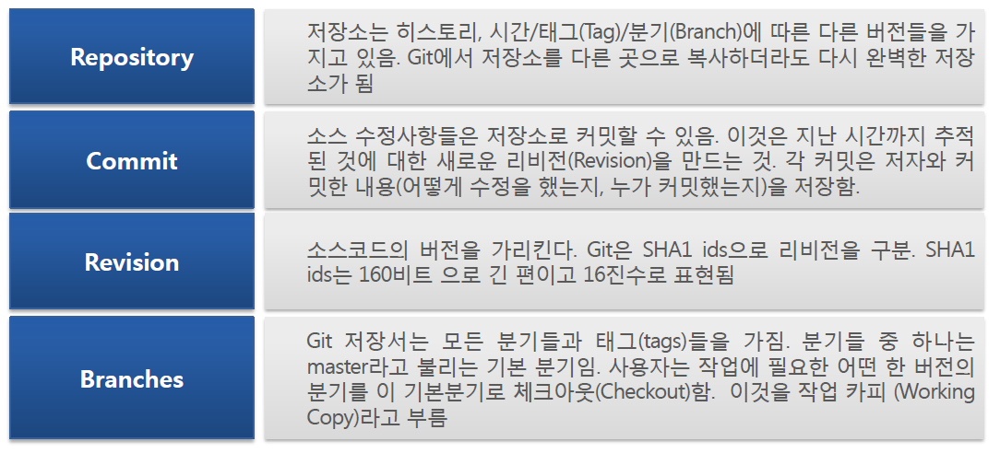 Repository
저장소는 히스토리, 시간/태그(Tag)/분기(Branch)에 따른 다른 버전들을 가
지고 있음. Git에서 저장소를 다른 곳으로 복사하더라도 다시 완벽한 저장
소가 됨
Commit
소스 수정사항들은 저장소로 커밋할 수 있음. 이것은 지난 시간까지 추적
된 것에 대한 새로운 리비전(Revision)을 만드는 것. 각 커밋은 저자와 커
밋한 내용(어떻게 수정을 했는지, 누가 커밋했는지)을 저장함.
Revision
소스코드의 버전을 가리킨다. Git은 SHA1 ids으로 리비전을 구분. SHA1
ids는 160비트 으로 긴 편이고 16진수로 표현됨
Branches
Git 저장서는 모든 분기들과 태그(tags)들을 가짐. 분기들 중 하나는
master라고 불리는 기본 분기임. 사용자는 작업에 필요한 어떤 한 버전의
분기를 이 기본분기로 체크아웃(Checkout)함. 이것을 작업 카피 (Working
Copy)라고 부름